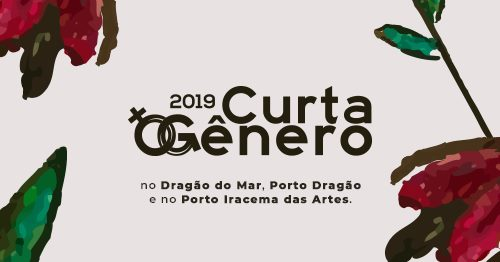 2019 Curta
O Gênero
no Dragão do Mar, Porto Dragão
e no Porto Iracema das Artes.